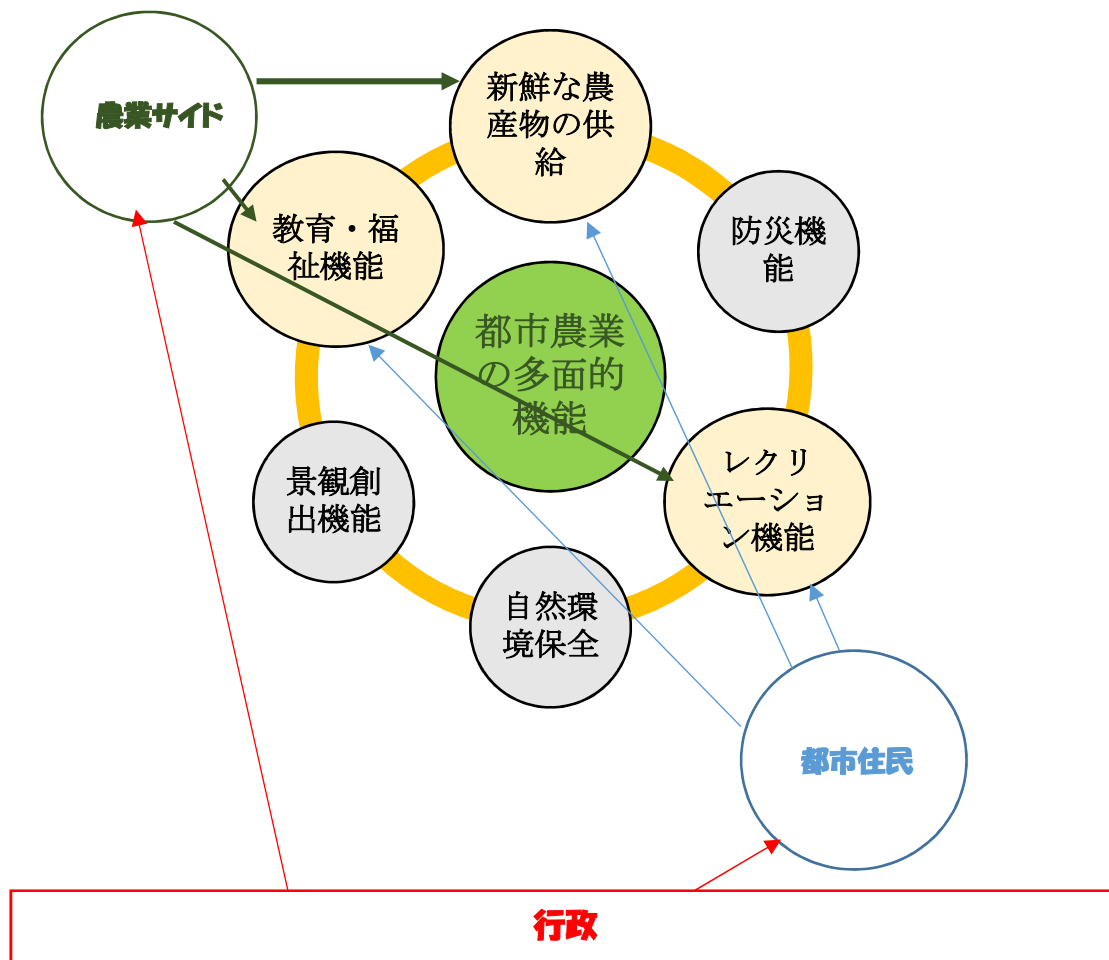 農業サイド
新鮮な農
産物の供
給
教育・福
祉機能
防災機
能
都市農業
の多面的
機能
レクリ
エーショ
ン機能
景観創
出機能
自然環
境保全
都市住民
行政